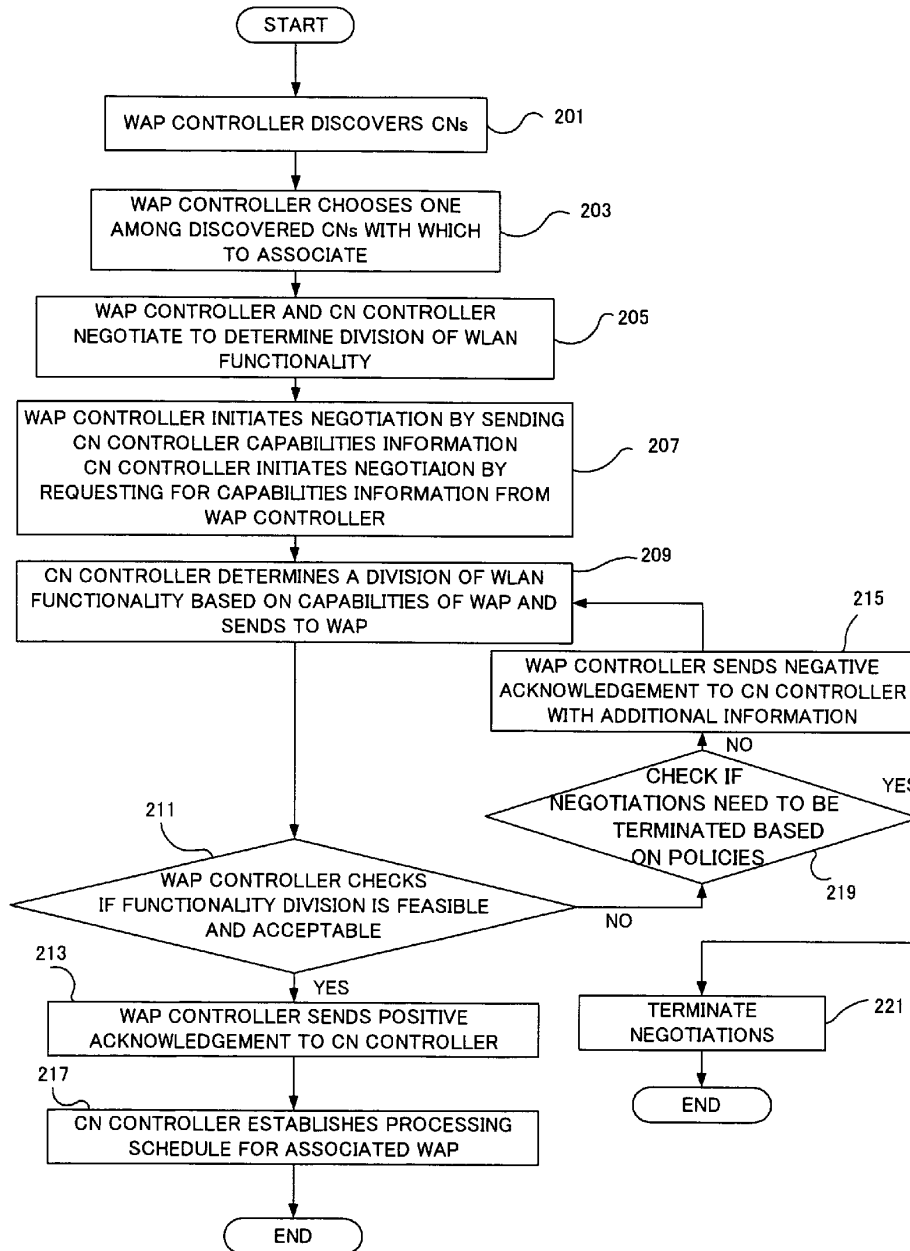 START
WAP CONTROLLER DISCOVERS CNs
201
WAP CONTROLLER CHOOSES ONE
AMONG DISCOVERED CNs WITH WHICH
TO ASSOCIATE
203
WAP CONTROLLER AND CN CONTROLLER
NEGOTIATE TO DETERMINE DIVISION OF WLAN
FUNCTIONALITY
205
WAP CONTROLLER INITIATES NEGOTIATION BY SENDING
CN CONTROLLER CAPABILITIES INFORMATION
CN CONTROLLER INITIATES NEGOTIAION BY
REQUESTING FOR CAPABILITIES INFORMATION FROM
WAP CONTROLLER
207
CN CONTROLLER DETERMINES A DIVISION OF WLAN
FUNCTIONALITY BASED ON CAPABILITIES OF WAP AND
SENDS TO WAP
209
215
WAP CONTROLLER SENDS NEGATIVE
ACKNOWLEDGEMENT TO CN CONTROLLER
WITH ADDITIONAL INFORMATION
NO
CHECK IF
NEGOTIATIONS NEED TO BE
TERMINATED BASED
ON POLICIES
YES
219
211
WAP CONTROLLER CHECKS
IF FUNCTIONALITY DIVISION IS FEASIBLE
AND ACCEPTABLE
NO
YES
213
WAP CONTROLLER SENDS POSITIVE
ACKNOWLEDGEMENT TO CN CONTROLLER
TERMINATE
NEGOTIATIONS
221
END
217
CN CONTROLLER ESTABLISHES PROCESSING
SCHEDULE FOR ASSOCIATED WAP
END